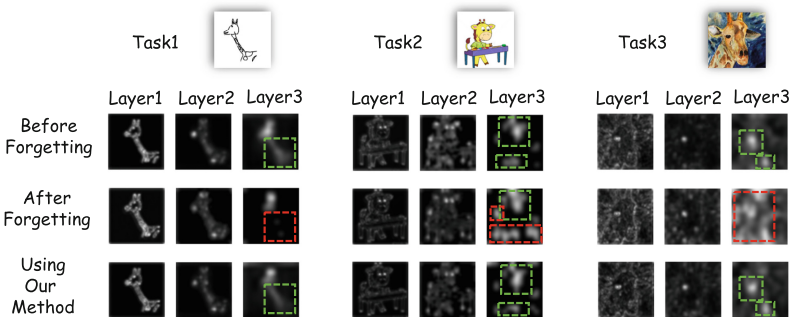 Task1 Task2 Task3
Layer1 Layer2 Layer3 Layer1 Layer2 Layer3 Layer1 Layer2 Layer3
Before
Forgetting
After
Forgetting
Using
Our
Method